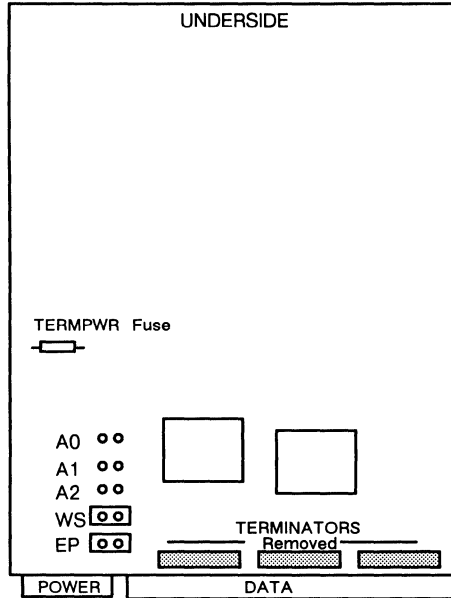 UNDERSIDE
TERMPWR Fuse
A0
A1
A2
WS
EP
TERMINATORS
Removed
POWER
DATA